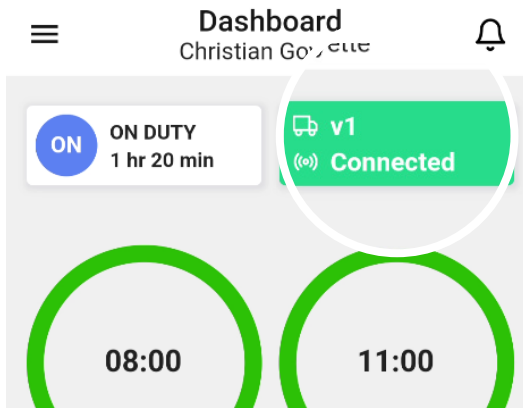 Dashboard
Christian
ON
ON DUTY
1 hr 20 min
v1
Connected
08:00
11:00